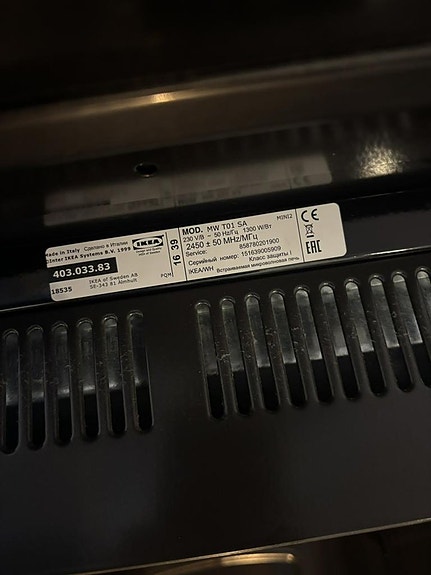 Made in Italy Сделано в Италии
©Inter IKEA Systems B.V. 1999
403.033.83
18535
IKEA
IKEA of Sweden AB
SE-343 81 Älmhult
PQM
16 39
MOD. MW T01 SA
MINI2
230 V/В ~ 50 Hz/Гц 1300 W/Вт
2450 ± 50 MHz/МГц
Service: 858780201900
Серийный номер: 151639005909
Класс защиты I
IKEA/WH Встраиваемая микроволновая печь
CE
EAC